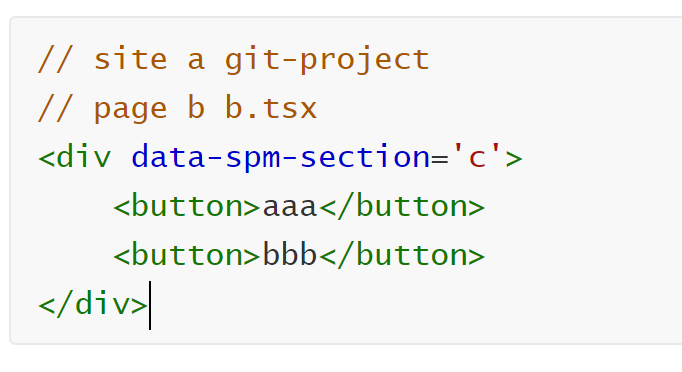 // site a git-project
// page b b.tsx
<div data-spm-section='c'>
    <button>aaa</button>
    <button>bbb</button>
</div>